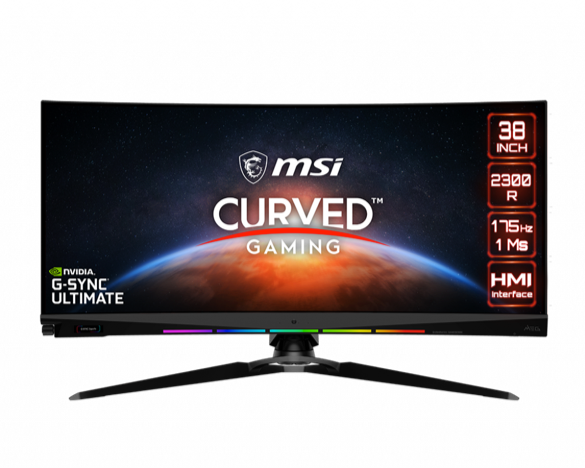 msi
CURVED™
GAMING
NVIDIA.
G-SYNC
ULTIMATE
38
INCH
2300
R
175Hz
1 Ms
HMI
interface